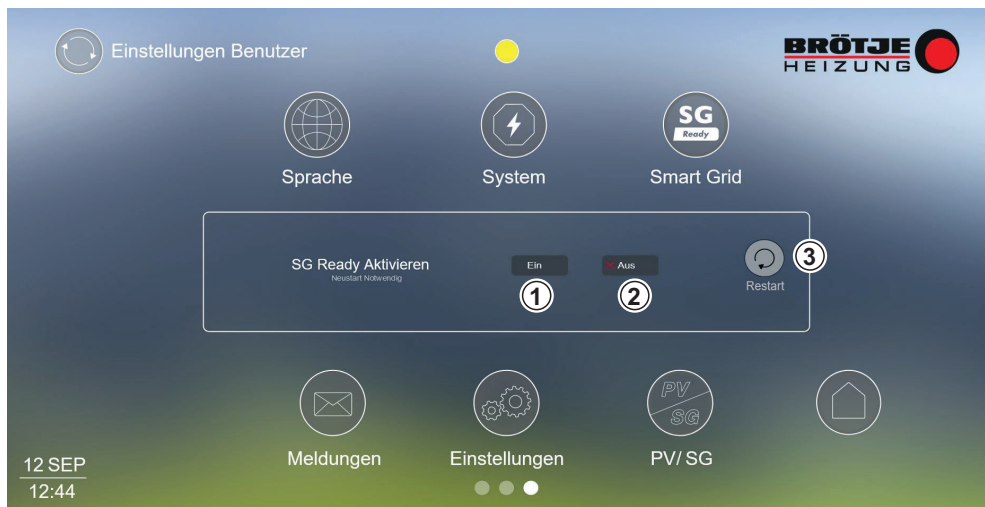 Einstellungen Benutzer
BRÖTJE
HEIZUNG
SG
Ready
Sprache
System
Smart Grid
SG Ready Aktivieren
Neustart Notwendig
Ein
Aus
Restart
1
2
3
PV
SG
Meldungen
Einstellungen
PV/ SG
12 SEP
12:44